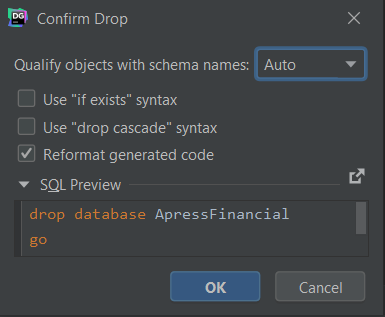 DG
Confirm Drop
Qualify objects with schema names: Auto
Use "if exists" syntax
Use "drop cascade" syntax
Reformat generated code
SQL Preview
drop database ApressFinancial
go
OK Cancel